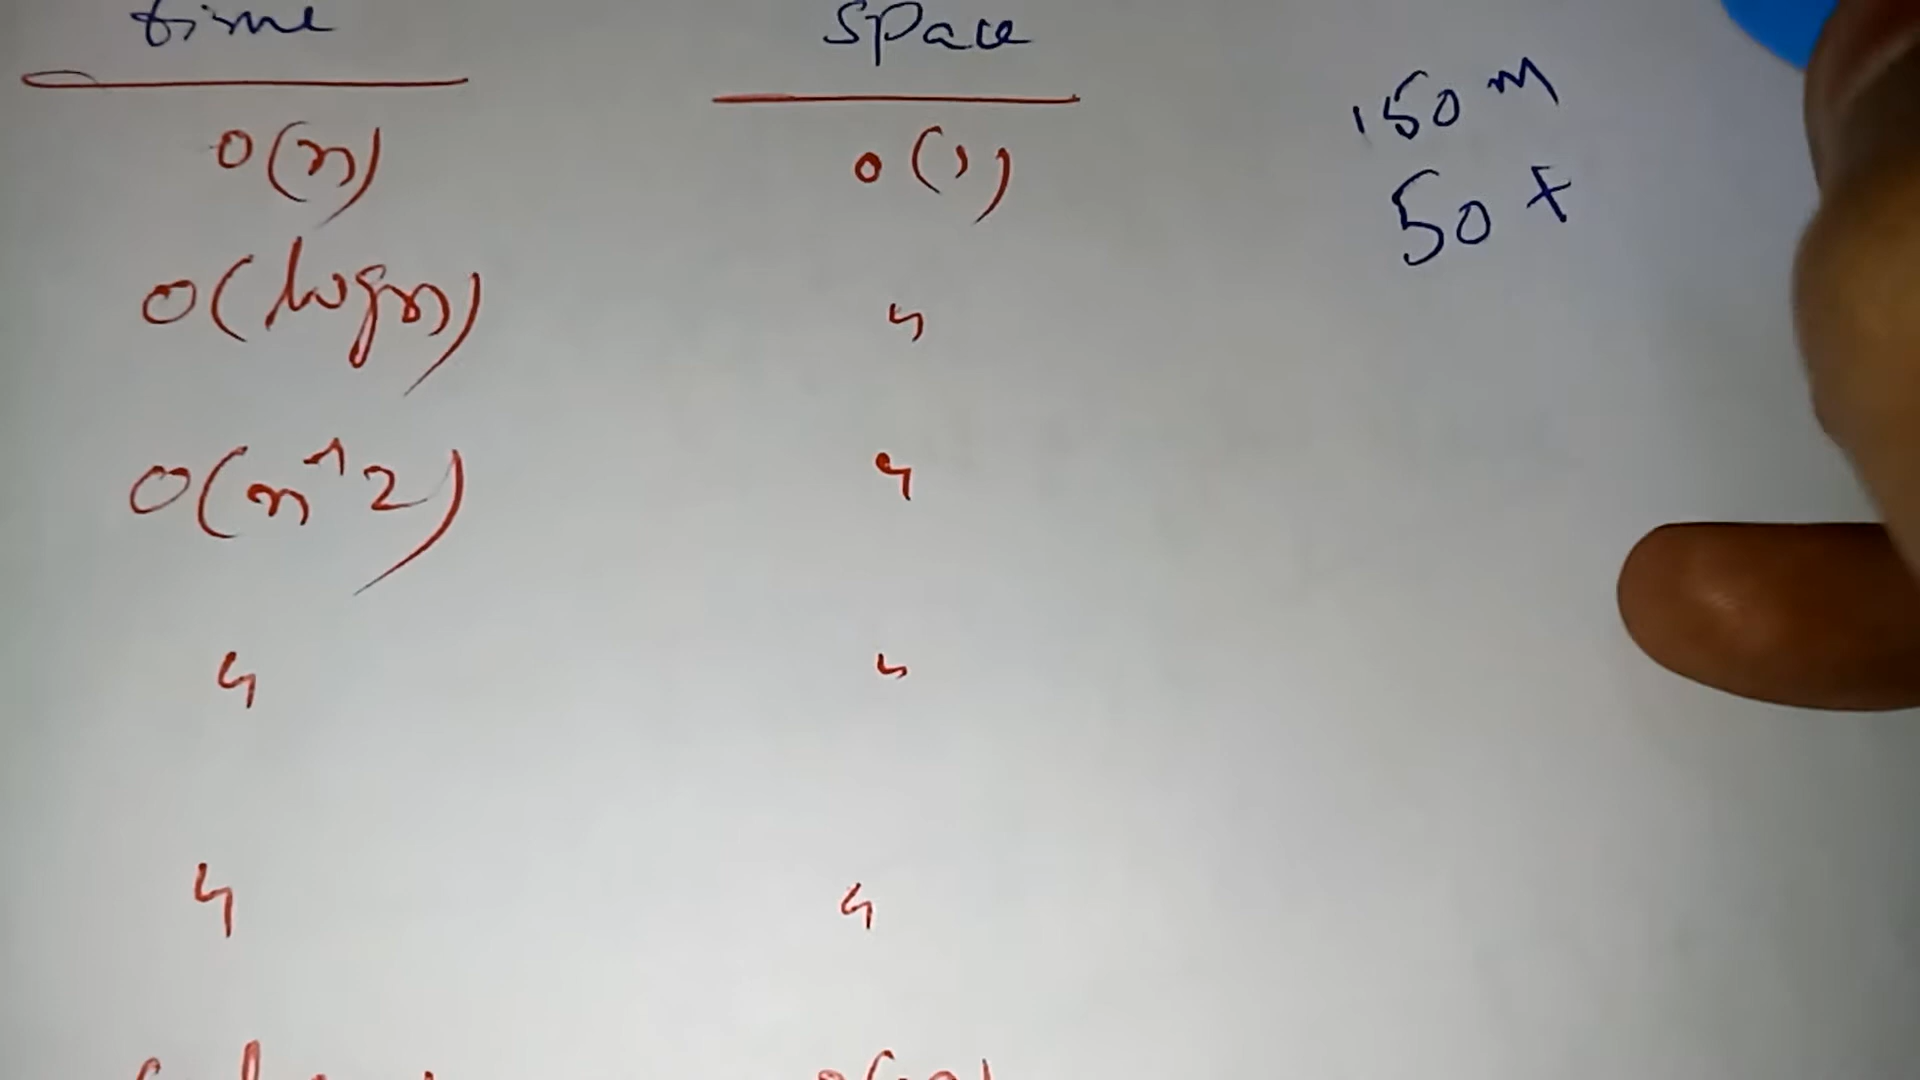 time space
O(n) O(1) 150 m
50 +
O(logn) "
O(n^2) "
" "
" "